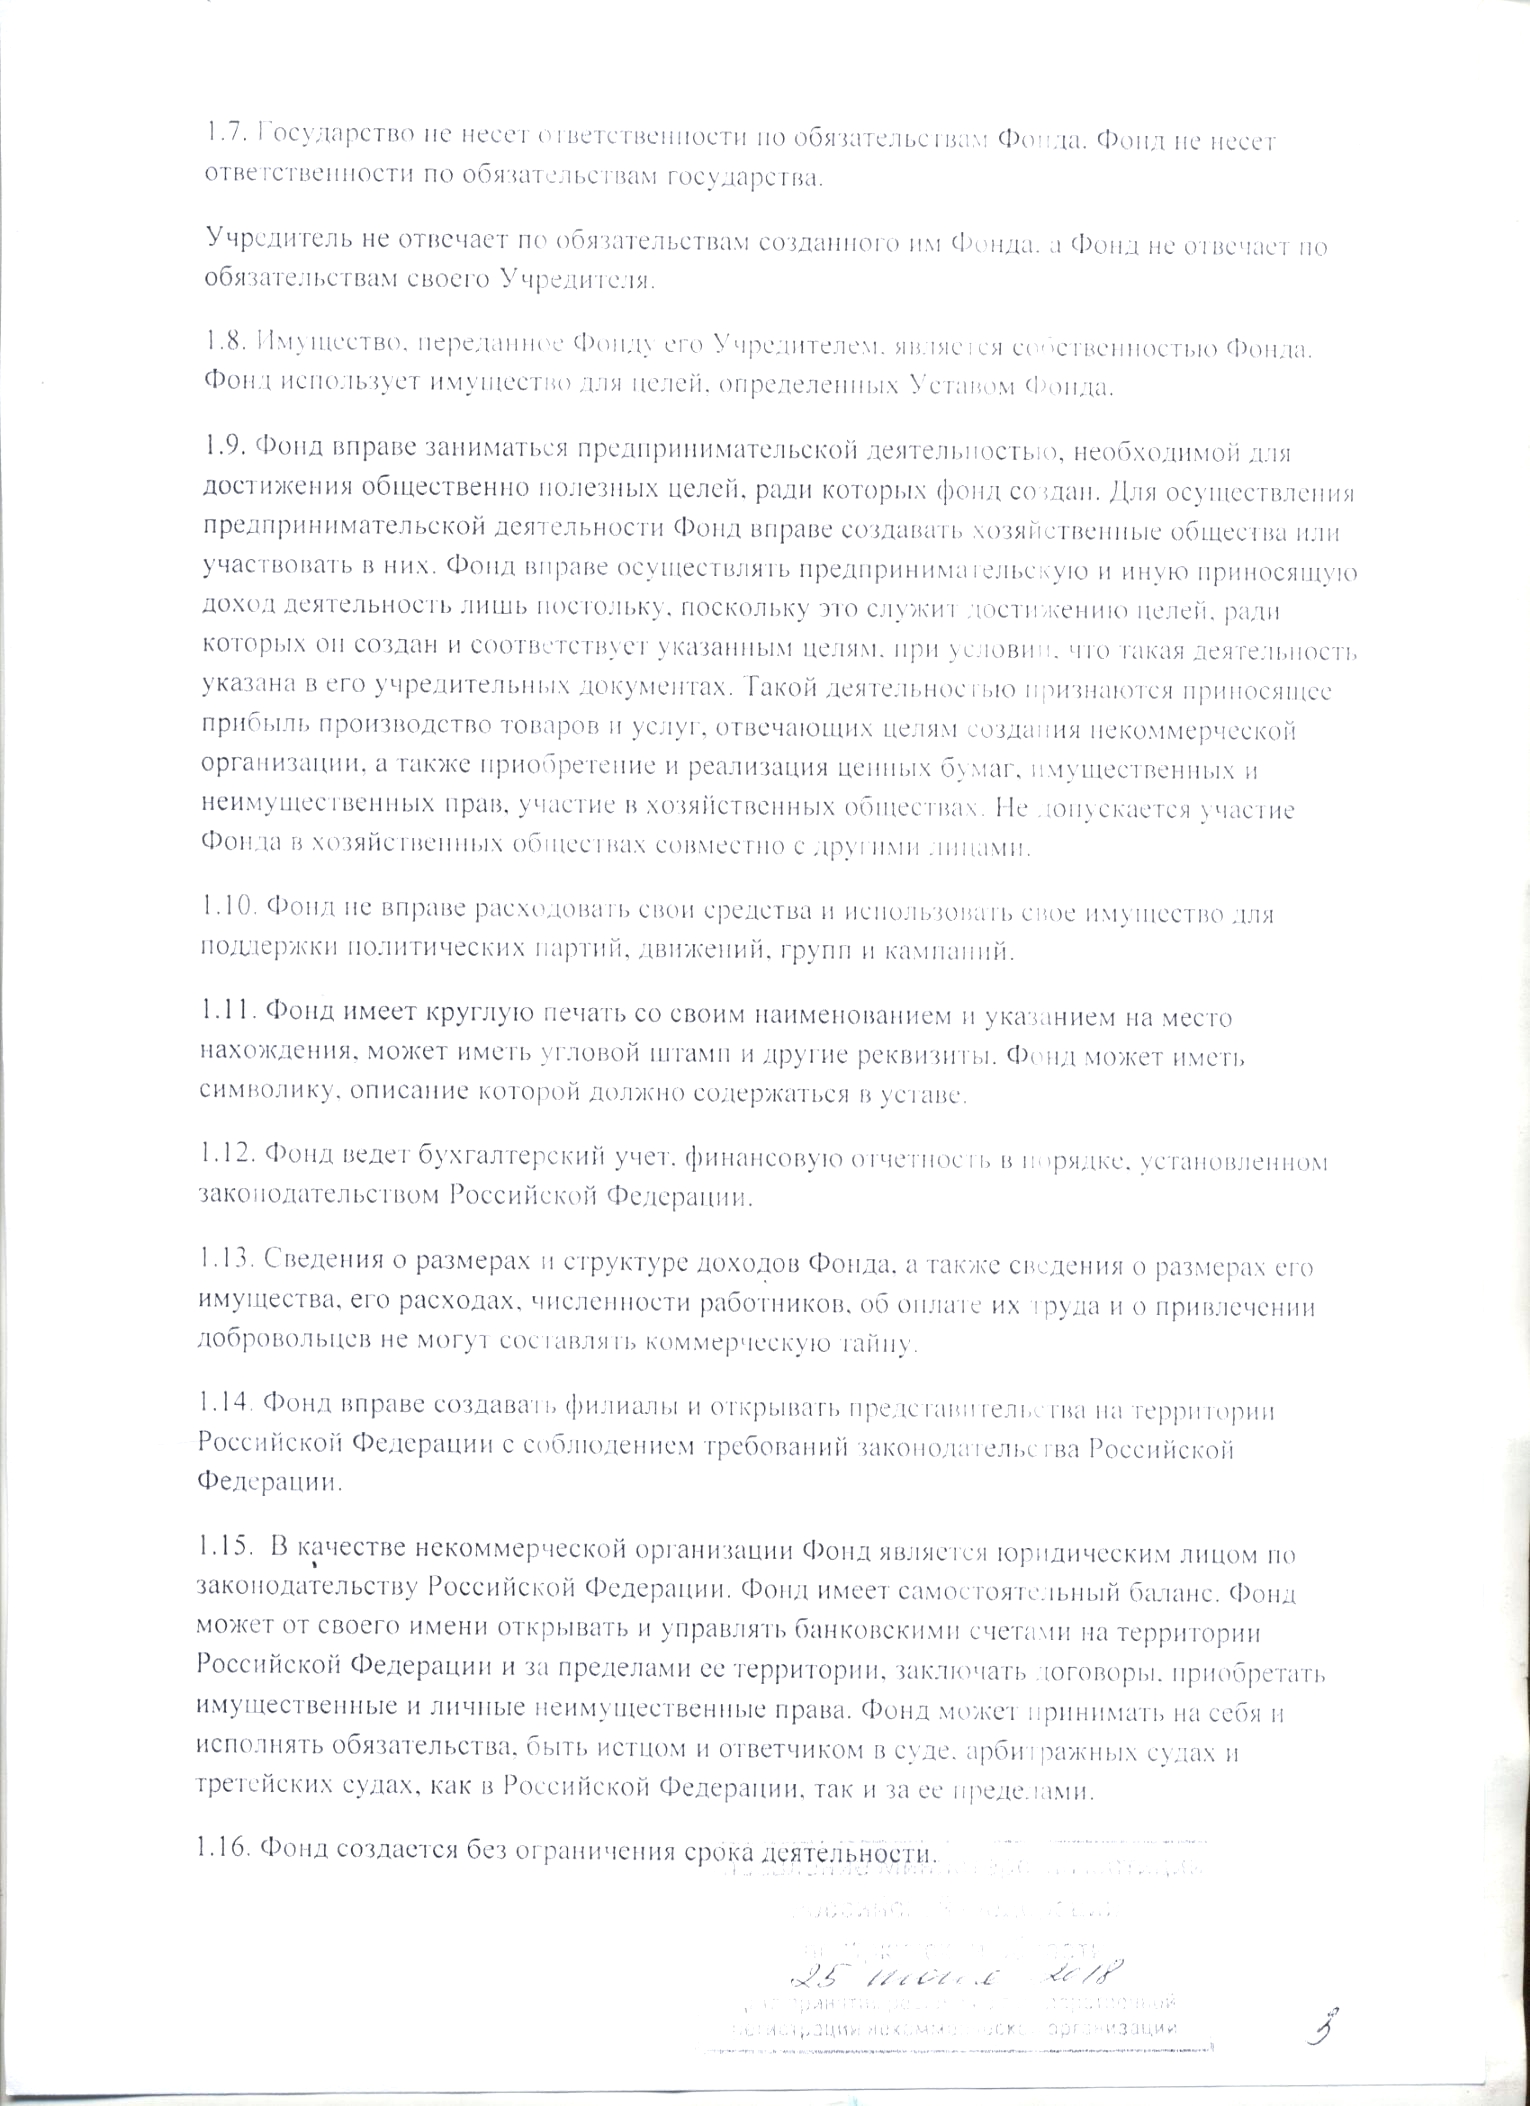 1.7. Государство не несет ответственности по обязательствам Фонда. Фонд не несет
ответственности по обязательствам государства.
Учредитель не отвечает по обязательствам созданного им Фонда, а Фонд не отвечает по
обязательствам своего Учредителя.
1.8. Имущество, переданное Фонду его Учредителем, является собственностью Фонда.
Фонд использует имущество для целей, определенных Уставом Фонда.
1.9. Фонд вправе заниматься предпринимательской деятельностью, необходимой для
достижения общественно полезных целей, ради которых фонд создан. Для осуществления
предпринимательской деятельности Фонд вправе создавать хозяйственные общества или
участвовать в них. Фонд вправе осуществлять предпринимательскую и иную приносящую
доход деятельность лишь постольку, поскольку это служит достижению целей, ради
которых он создан и соответствует указанным целям, при условии, что такая деятельность
указана в его учредительных документах. Такой деятельностью признаются приносящее
прибыль производство товаров и услуг, отвечающих целям создания некоммерческой
организации, а также приобретение и реализация ценных бумаг, имущественных и
неимущественных прав, участие в хозяйственных обществах. Не допускается участие
Фонда в хозяйственных обществах совместно с другими лицами.
1.10. Фонд не вправе расходовать свои средства и использовать свое имущество для
поддержки политических партий, движений, групп и кампаний.
1.11. Фонд имеет круглую печать со своим наименованием и указанием на место
нахождения, может иметь угловой штамп и другие реквизиты. Фонд может иметь
символику, описание которой должно содержаться в уставе.
1.12. Фонд ведет бухгалтерский учет, финансовую отчетность в порядке, установленном
законодательством Российской Федерации.
1.13. Сведения о размерах и структуре доходов Фонда, а также сведения о размерах его
имущества, его расходах, численности работников, об оплате их труда и о привлечении
добровольцев не могут составлять коммерческую тайну.
1.14. Фонд вправе создавать филиалы и открывать представительства на территории
Российской Федерации с соблюдением требований законодательства Российской
Федерации.
1.15. В качестве некоммерческой организации Фонд является юридическим лицом по
законодательству Российской Федерации. Фонд имеет самостоятельный баланс. Фонд
может от своего имени открывать и управлять банковскими счетами на территории
Российской Федерации и за пределами ее территории, заключать договоры, приобретать
имущественные и личные неимущественные права. Фонд может принимать на себя и
исполнять обязательства, быть истцом и ответчиком в суде, арбитражных судах и
третейских судах, как в Российской Федерации, так и за ее пределами.
1.16. Фонд создается без ограничения срока деятельности.
25 2018
регистрации некоммерческой организации
3